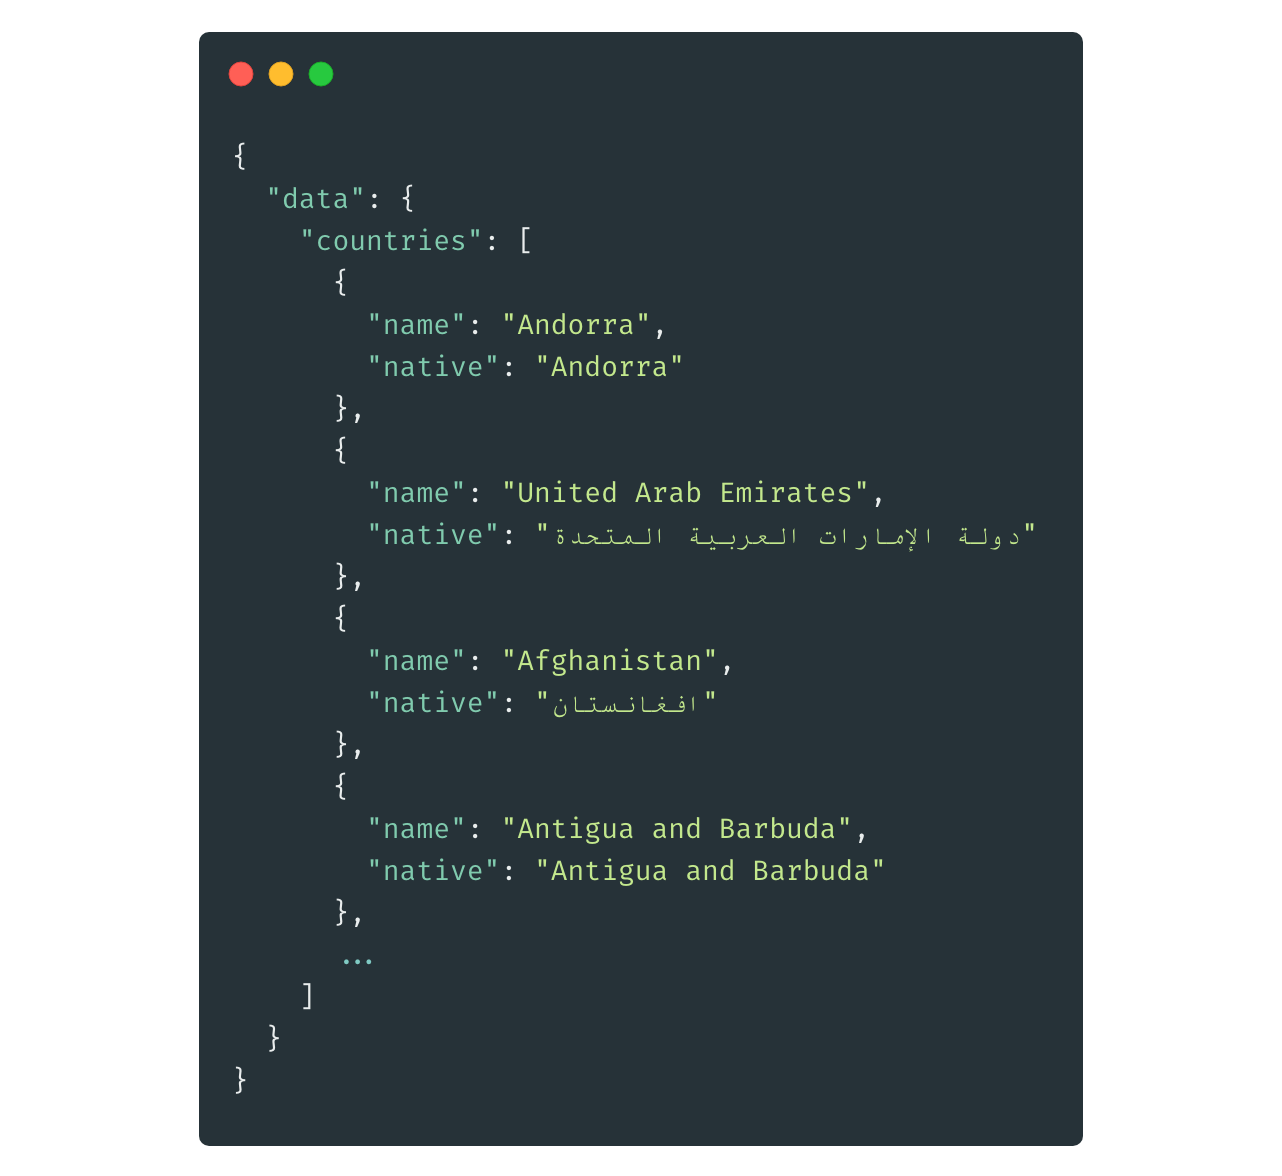 {
  "data": {
    "countries": [
      {
        "name": "Andorra",
        "native": "Andorra"
      },
      {
        "name": "United Arab Emirates",
        "native": "دولة الإمارات العربية المتحدة"
      },
      {
        "name": "Afghanistan",
        "native": "افغانستان"
      },
      {
        "name": "Antigua and Barbuda",
        "native": "Antigua and Barbuda"
      },
      ...
    ]
  }
}